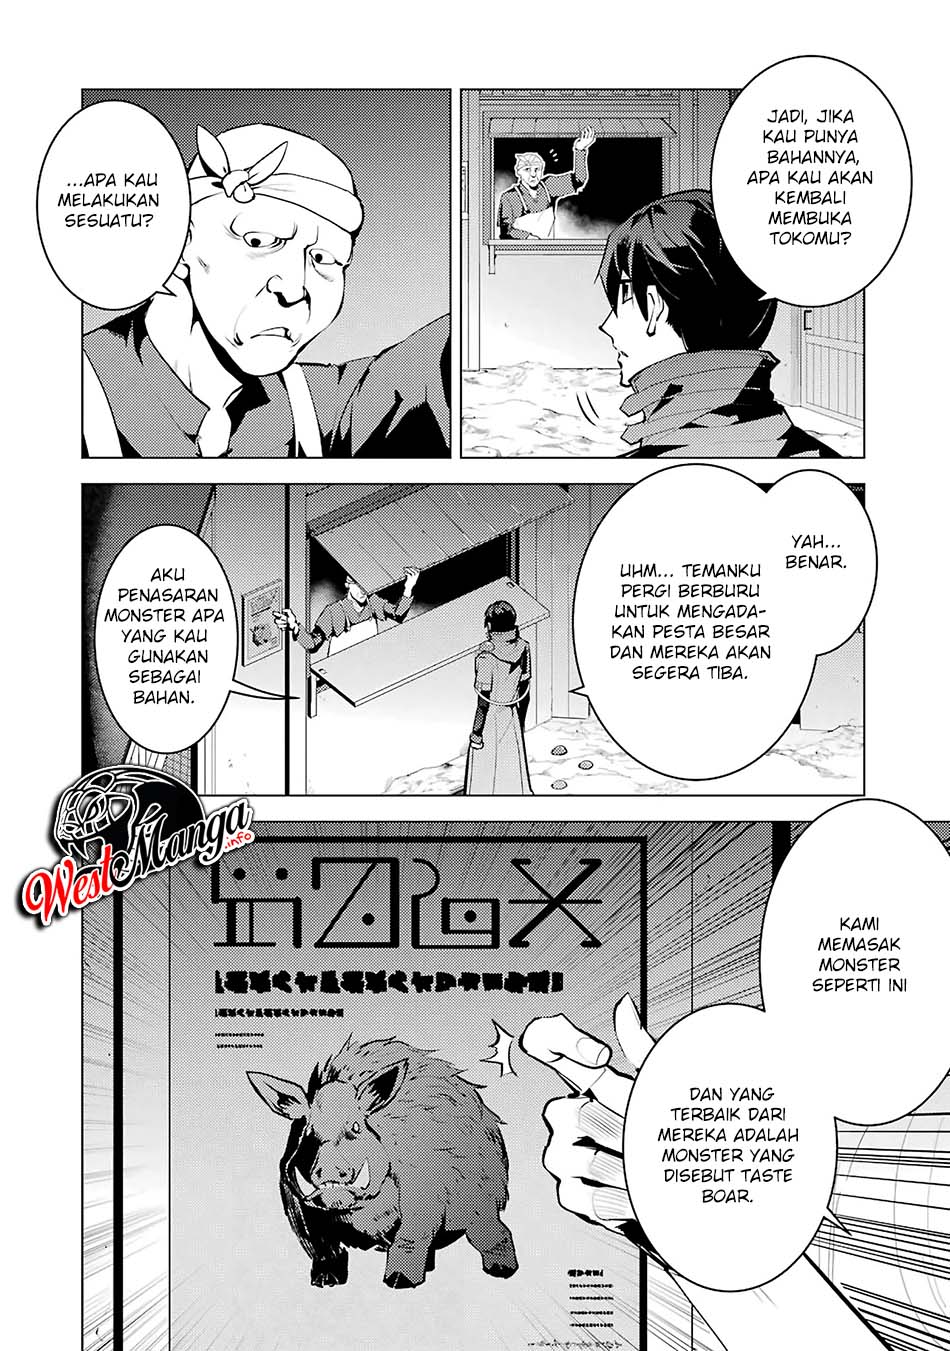 JADI, JIKA
KAU PUNYA
BAHANNYA,
APA KAU AKAN
KEMBALI
MEMBUKA
TOKOMU?
...APA KAU
MELAKUKAN
SESUATU?
YAH...
BENAR.
UHM... TEMANKU
PERGI BERBURU
UNTUK MENGADA-
KAN PESTA BESAR
DAN MEREKA AKAN
SEGERA TIBA.
AKU
PENASARAN
MONSTER APA
YANG KAU
GUNAKAN
SEBAGAI
BAHAN.
WestManga
.info
KAMI
MEMASAK
MONSTER
SEPERTI INI
DAN YANG
TERBAIK DARI
MEREKA ADALAH
MONSTER YANG
DISEBUT TASTE
BOAR.